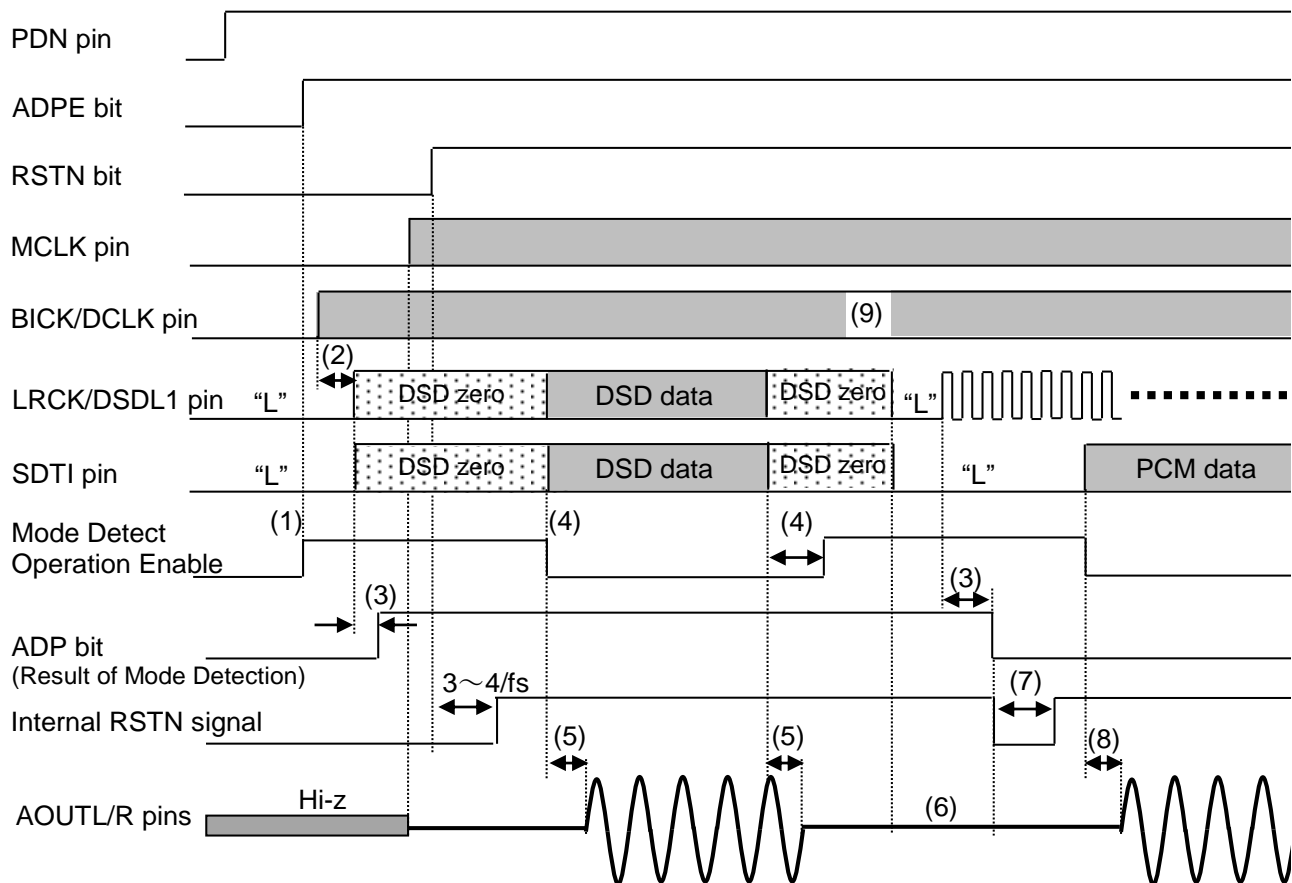 PDN pin
ADPE bit
RSTN bit
MCLK pin
BICK/DCLK pin
(9)
(2)
LRCK/DSDL1 pin “L” DSD zero DSD data DSD zero “L”
SDTI pin “L” DSD zero DSD data DSD zero “L” PCM data
(1) (4) (4)
Mode Detect
Operation Enable
(3) (3)
ADP bit
(Result of Mode Detection)
3～4/fs (7)
Internal RSTN signal
(5) (5) (8)
Hi-z (6)
AOUTL/R pins